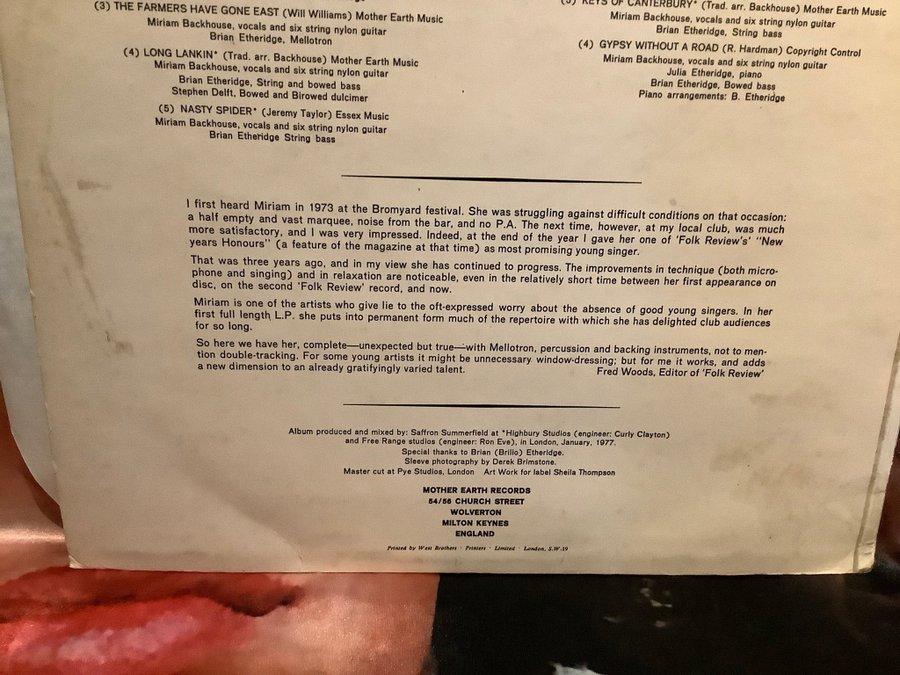 (3) THE FARMERS HAVE GONE EAST (Will Williams) Mother Earth Music
Miriam Backhouse, vocals and six string nylon guitar
Brian Etheridge, Mellotron
(4) LONG LANKIN* (Trad. arr. Backhouse) Mother Earth Music
Miriam Backhouse, vocals and six string nylon guitar
Brian Etheridge, String and bowed bass
Stephen Delft, Bowed and Birowed dulcimer
(5) NASTY SPIDER* (Jeremy Taylor) Essex Music
Miriam Backhouse, vocals and six string nylon guitar
Brian Etheridge String bass
KEYS OF CANTERBURY* (Trad. arr. Backhouse) Mother Earth Music
Miriam Backhouse, vocals and six string nylon guitar
Brian Etheridge, String bass
(4) GYPSY WITHOUT A ROAD (R. Hardman) Copyright Control
Miriam Backhouse, vocals and six string nylon guitar
Julia Etheridge, piano
Brian Etheridge, Bowed bass
Piano arrangements: B. Etheridge
I first heard Miriam in 1973 at the Bromyard festival. She was struggling against difficult conditions on that occasion:
a half empty and vast marquee, noise from the bar, and no P.A. The next time, however, at my local club, was much
more satisfactory, and I was very impressed. Indeed, at the end of the year I gave her one of 'Folk Review's' "New
years Honours" (a feature of the magazine at that time) as most promising young singer.
That was three years ago, and in my view she has continued to progress. The improvements in technique (both micro-
phone and singing) and in relaxation are noticeable, even in the relatively short time between her first appearance on
disc, on the second 'Folk Review' record, and now.
Miriam is one of the artists who give lie to the oft-expressed worry about the absence of good young singers. In her
first full length L.P. she puts into permanent form much of the repertoire with which she has delighted club audiences
for so long.
So here we have her, complete—unexpected but true—with Mellotron, percussion and backing instruments, not to men-
tion double-tracking. For some young artists it might be unnecessary window-dressing; but for me it works, and adds
a new dimension to an already gratifyingly varied talent.
Fred Woods, Editor of 'Folk Review'
Album produced and mixed by: Saffron Summerfield at *Highbury Studios (engineer: Curly Clayton)
and Free Range studios (engineer: Ron Eve), in London, January, 1977.
Special thanks to Brian (Brillo) Etheridge.
Sleeve photography by Derek Brimstone.
Master cut at Pye Studios, London Art Work for label Sheila Thompson
MOTHER EARTH RECORDS
54/56 CHURCH STREET
WOLVERTON
MILTON KEYNES
ENGLAND
Printed by West Brothers · Printers · Limited · London, S.W.19